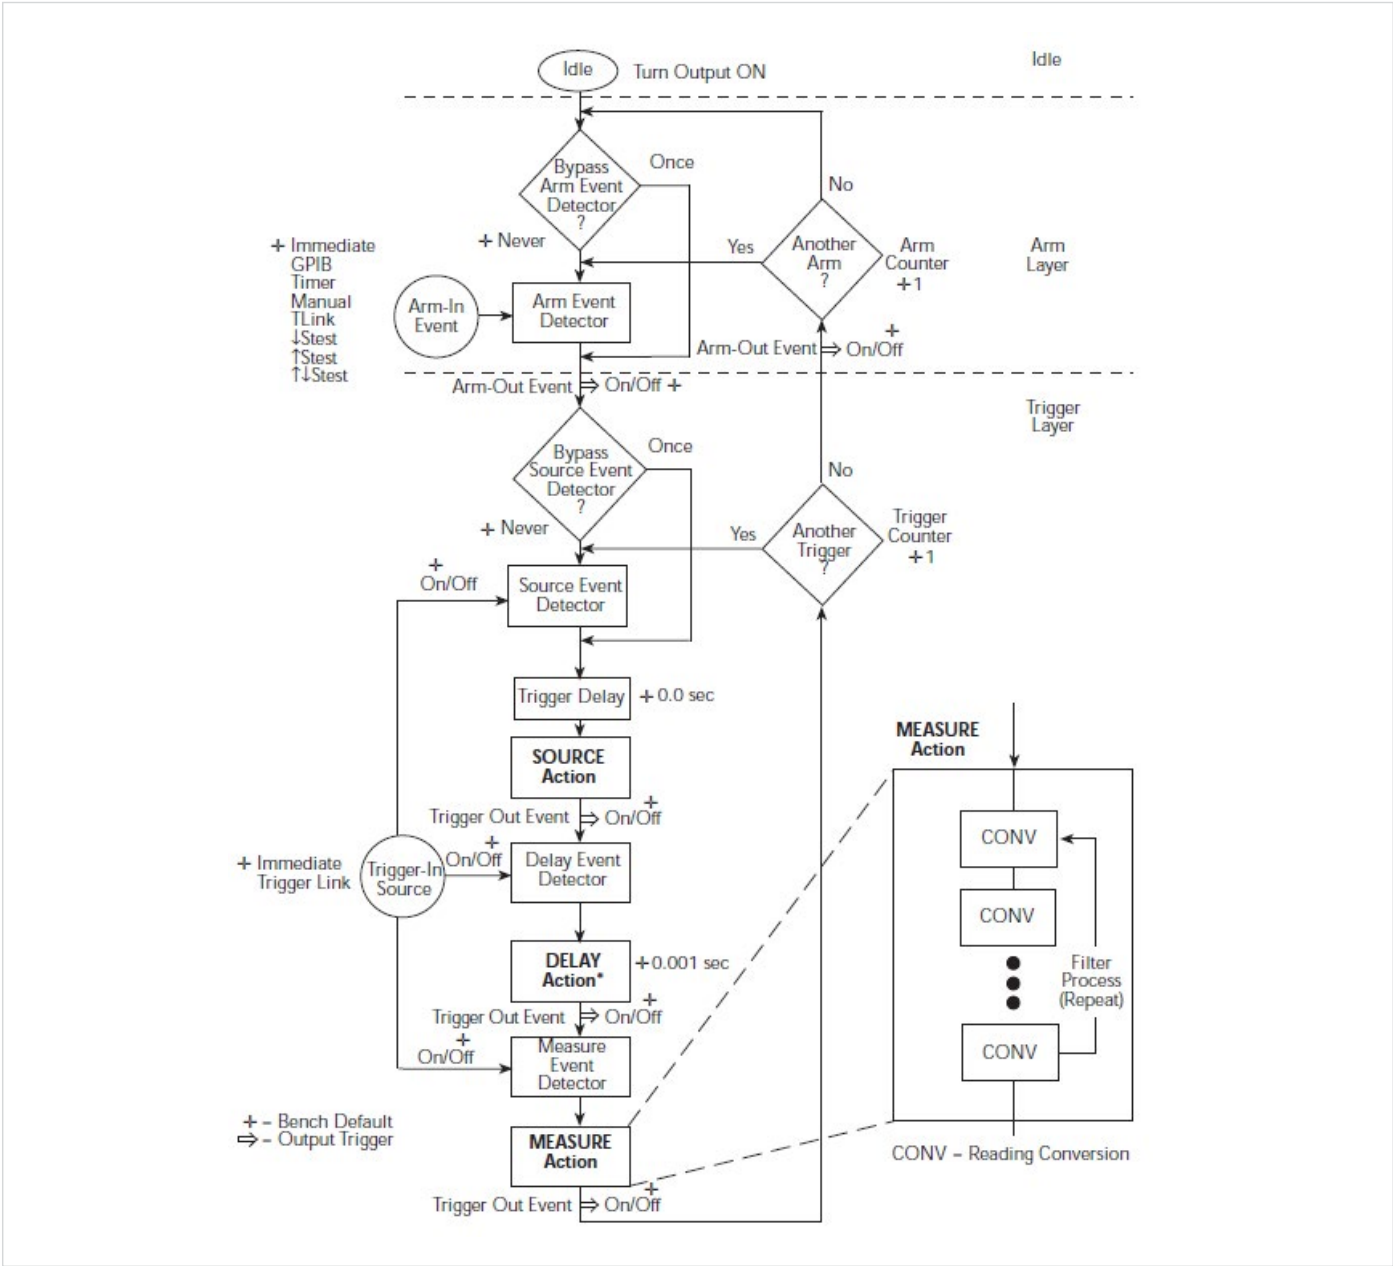 Idle
Turn Output ON
Idle
Bypass
Arm Event
Detector
?
Once
✛ Never
No
Another
Arm
?
Yes
Arm
Counter
✛1
Arm
Layer
✛ Immediate
GPIB
Timer
Manual
TLink
↓Stest
↑Stest
↑↓Stest
Arm-In
Event
Arm Event
Detector
Arm-Out Event ⇒ On/Off
✛
Arm-Out Event ⇒ On/Off ✛
Trigger
Layer
Bypass
Source Event
Detector
?
Once
✛ Never
No
Another
Trigger
?
Yes
Trigger
Counter
✛1
✛
On/Off
Source Event
Detector
Trigger Delay
✛ 0.0 sec
SOURCE
Action
✛
Trigger Out Event ⇒ On/Off
✛ Immediate
Trigger Link
Trigger-In
Source
✛
On/Off
Delay Event
Detector
DELAY
Action*
✛0.001 sec
✛
Trigger Out Event ⇒ On/Off
✛
On/Off
Measure
Event
Detector
MEASURE
Action
✛
Trigger Out Event ⇒ On/Off
✛ – Bench Default
⇒ – Output Trigger
MEASURE
Action
CONV
CONV
CONV
Filter
Process
(Repeat)
CONV – Reading Conversion